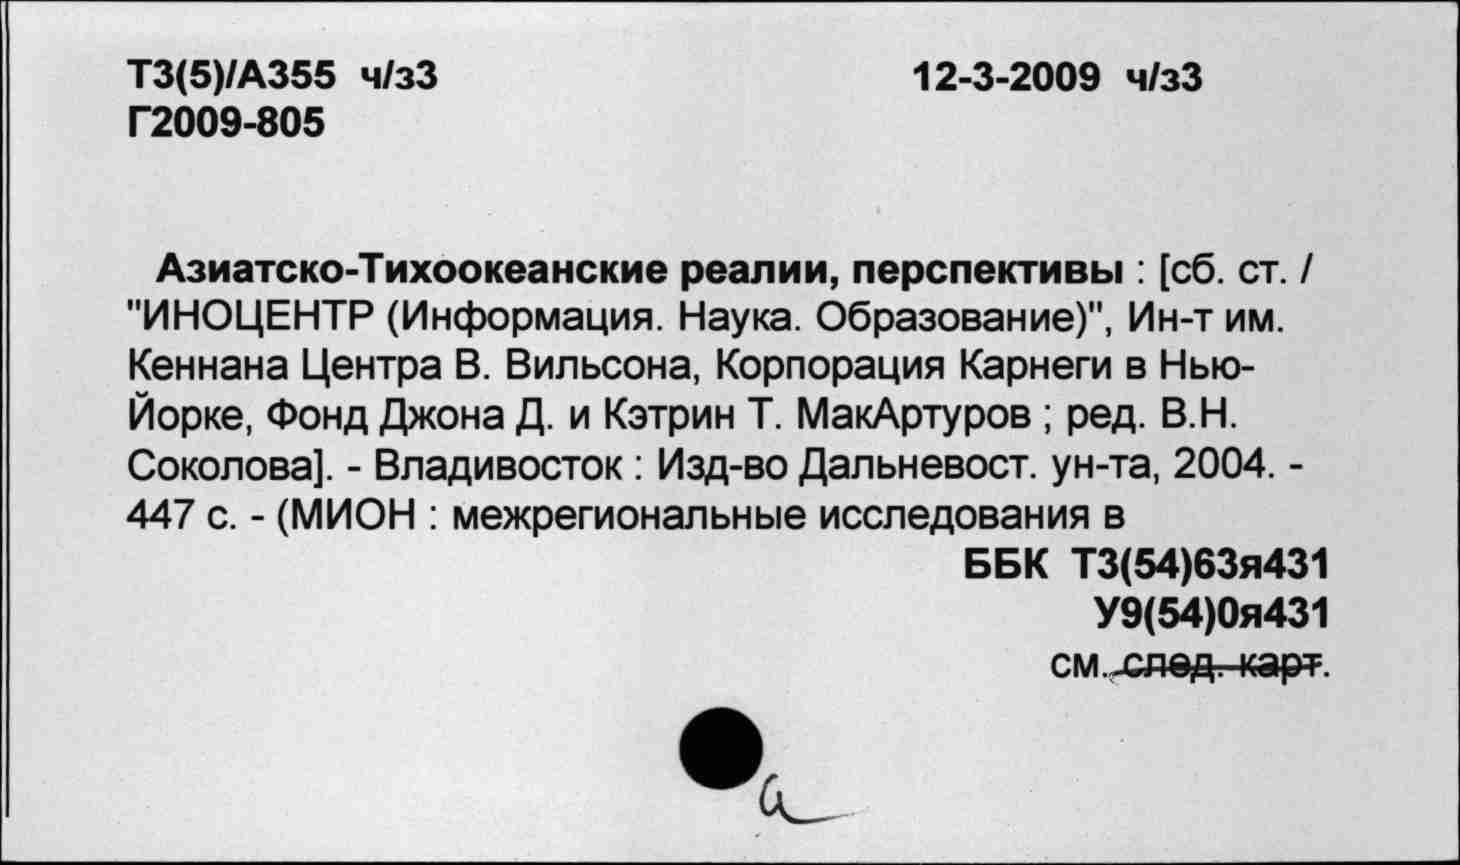 Т3(5)/А355 ч/з3 12-3-2009 ч/з3
Г2009-805
Азиатско-Тихоокеанские реалии, перспективы : [сб. ст. /
"ИНОЦЕНТР (Информация. Наука. Образование)", Ин-т им.
Кеннана Центра В. Вильсона, Корпорация Карнеги в Нью-
Йорке, Фонд Джона Д. и Кэтрин Т. МакАртуров ; ред. В.Н.
Соколова]. - Владивосток : Изд-во Дальневост. ун-та, 2004. -
447 с. - (МИОН : межрегиональные исследования в
ББК Т3(54)63я431
У9(54)0я431
см. след. карт.
а